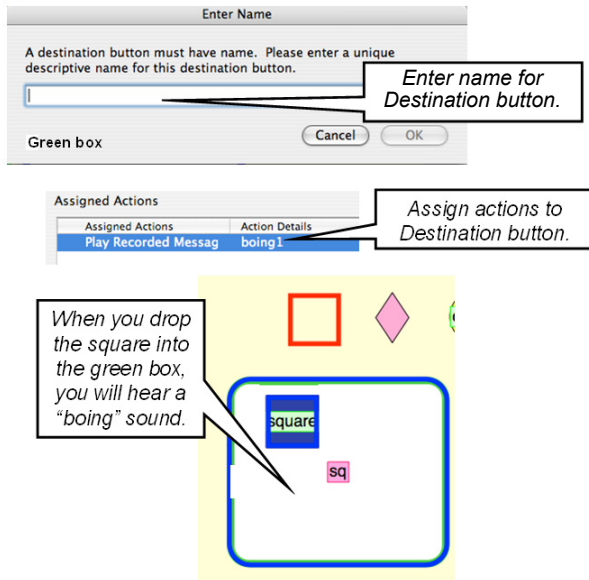 Enter Name
A destination button must have name. Please enter a unique
descriptive name for this destination button.
Enter name for
Destination button.
Green box
Cancel
OK
Assigned Actions
Assigned Actions Action Details
Play Recorded Messag boing1
Assign actions to
Destination button.
When you drop
the square into
the green box,
you will hear a
“boing” sound.
square
sq